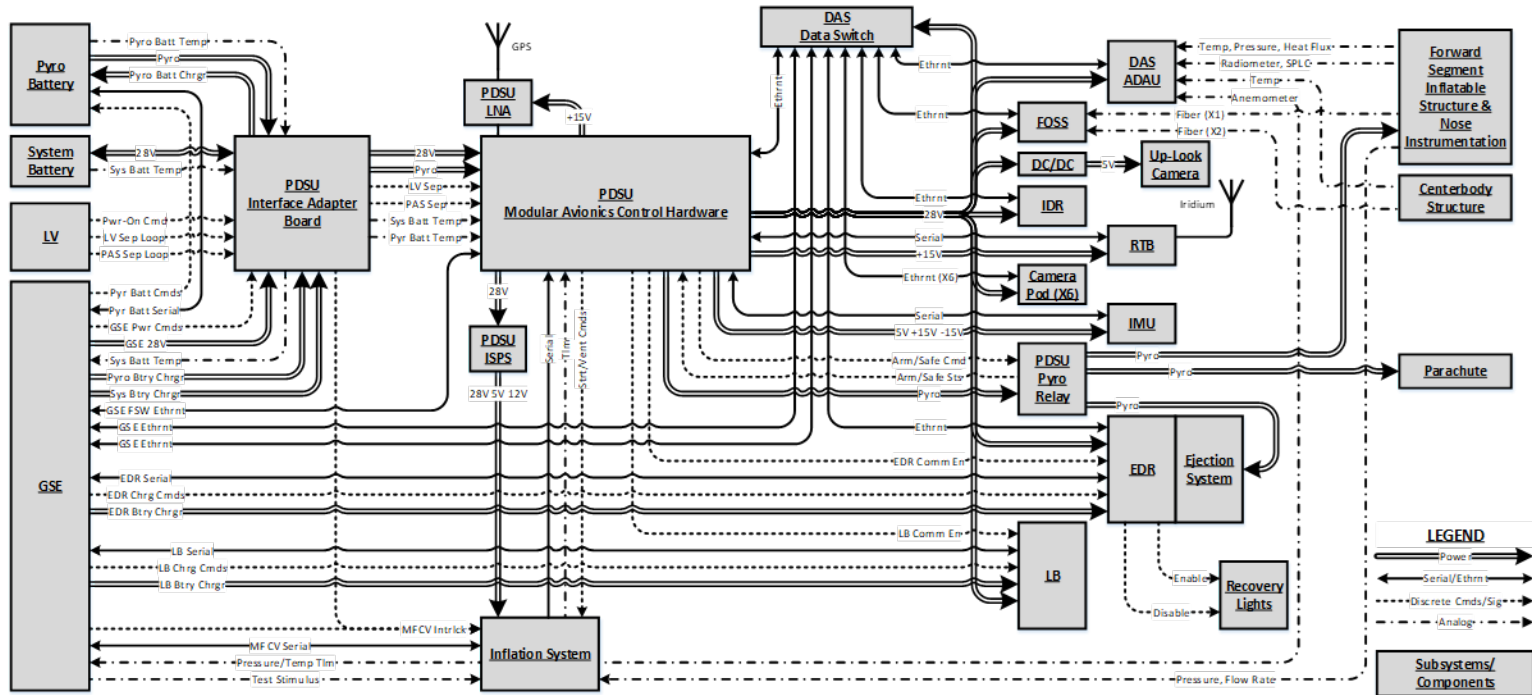 DAS
Data Switch
Pyro Batt Temp
Pyro
Pyro Batt Chrgr
Pyro
Battery
GPS
Ethrnt
DAS
ADAU
Temp, Pressure, Heat Flux
Radiometer, SPLC
Temp
Anemometer
Forward
Segment
Inflatable
Structure &
Nose
Instrumentation
PDSU
LNA
+15V
Ethrnt
Ethrnt
FOSS
Fiber (X1)
Fiber (X2)
System
Battery
28V
Sys Batt Temp
PDSU
Interface Adapter
Board
28V
Pyro
LV Sep
PAS Sep
Sys Batt Temp
Pyr Batt Temp
PDSU
Modular Avionics Control Hardware
DC/DC
5V
Up-Look
Camera
Centerbody
Structure
Ethrnt
28V
IDR
Iridium
LV
Pwr-On Cmd
LV Sep Loop
PAS Sep Loop
Serial
+15V
RTB
Ethrnt (X6)
Camera
Pod (X6)
GSE
Pyr Batt Cmds
Pyr Batt Serial
GSE Pwr Cmds
GSE 28V
Sys Batt Temp
Pyro Btry Chrgr
Sys Btry Chrgr
GSE FSW Ethrnt
GSE Ethrnt
GSE Ethrnt
28V
PDSU
ISPS
28V 5V 12V
Serial
Tlm
Strt/Vent Cmds
Serial
5V +15V -15V
IMU
Arm/Safe Cmd
Arm/Safe Sts
Pyro
PDSU
Pyro
Relay
Pyro
Pyro
Pyro
Parachute
Ethrnt
EDR Comm En
EDR
Ejection
System
EDR Serial
EDR Chrg Cmds
EDR Btry Chrgr
LB Comm En
LB Serial
LB Chrg Cmds
LB Btry Chrgr
LB
Enable
Disable
Recovery
Lights
LEGEND
Power
Serial/Ethrnt
Discrete Cmds/Sig
Analog
MFCV Intrlck
MFCV Serial
Pressure/Temp Tlm
Test Stimulus
Inflation System
Pressure, Flow Rate
Subsystems/
Components